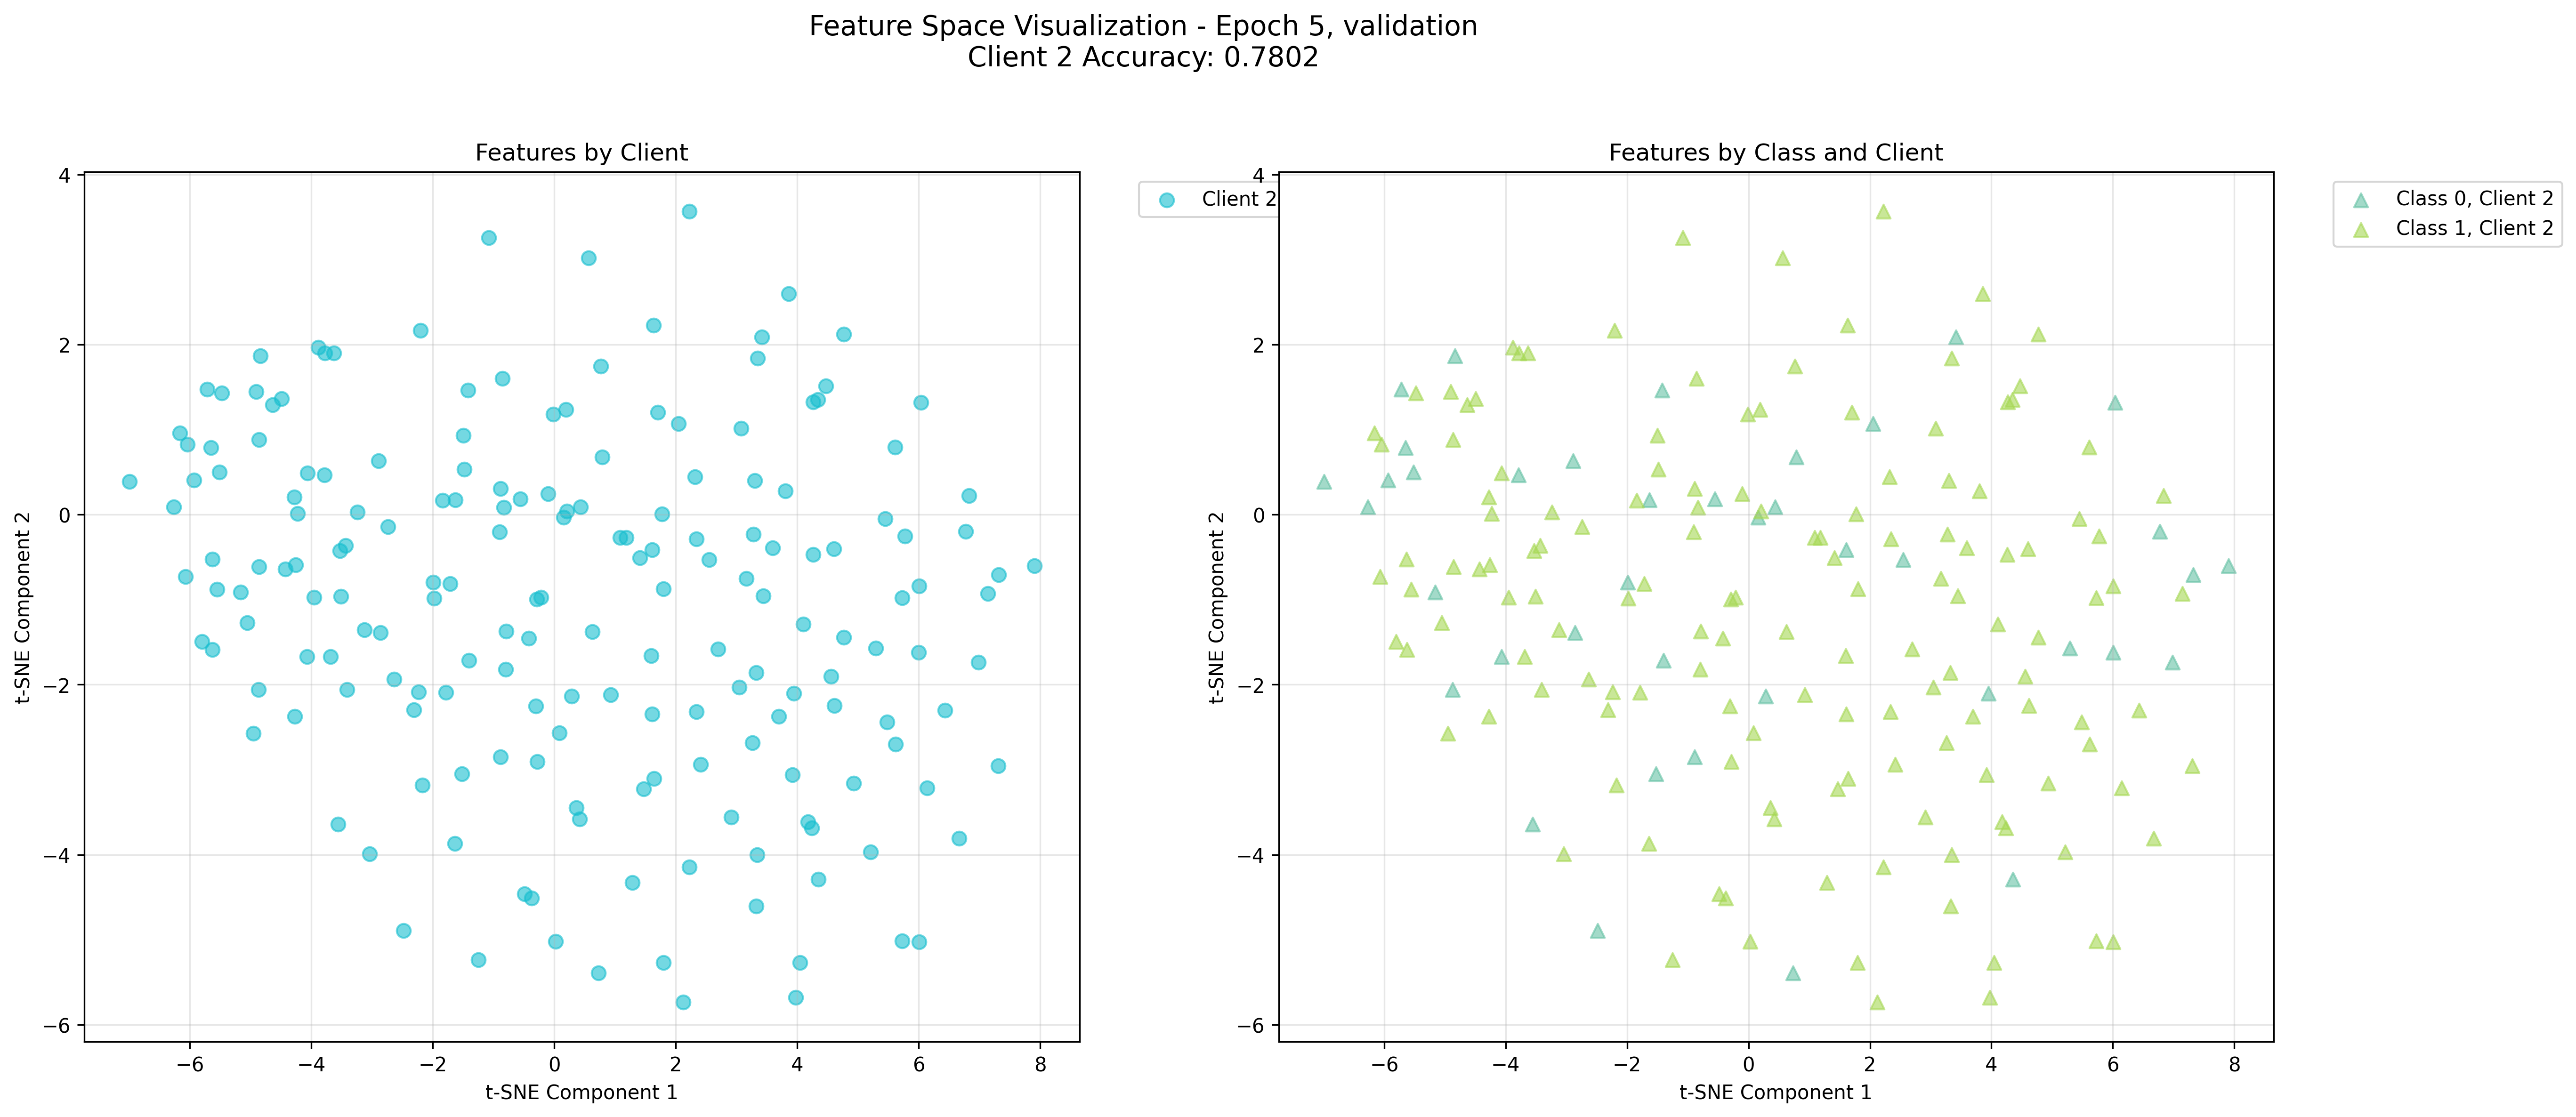 Feature Space Visualization - Epoch 5, validation
Client 2 Accuracy: 0.7802
Features by Client
4
2
0
−2
−4
−6
t-SNE Component 2
−6 −4 −2 0 2 4 6 8
t-SNE Component 1
Client 2
Features by Class and Client
4
2
0
−2
−4
−6
t-SNE Component 2
−6 −4 −2 0 2 4 6 8
t-SNE Component 1
Class 0, Client 2
Class 1, Client 2